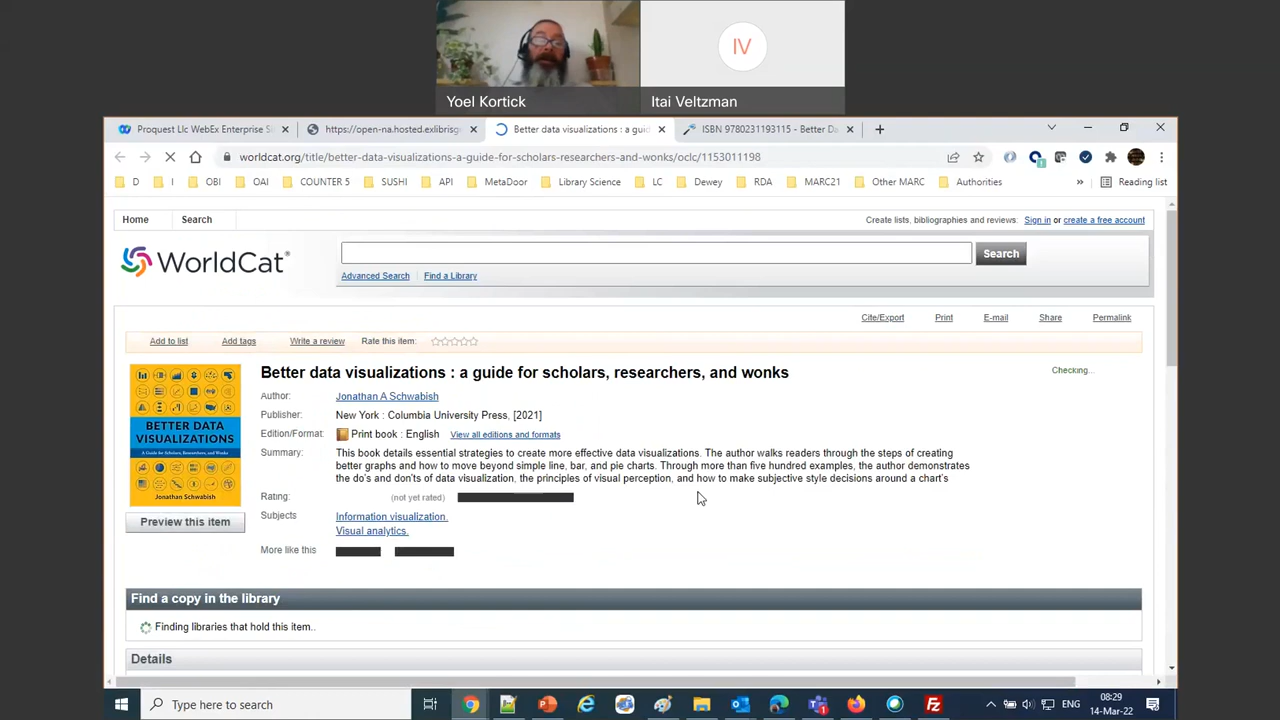 IV
Yoel Kortick
Itai Veltzman
Proquest Llc WebEx Enterprise Si
https://open-na.hosted.exlibrisg
Better data visualizations : a guid
ISBN 9780231193115 - Better Da
worldcat.org/title/better-data-visualizations-a-guide-for-scholars-researchers-and-wonks/oclc/1153011198
D I OBI OAI COUNTER 5 SUSHI API MetaDoor Library Science LC Dewey RDA MARC21 Other MARC Authorities » Reading list
Home Search
Create lists, bibliographies and reviews: Sign in or create a free account
WorldCat®
Search
Advanced Search Find a Library
Cite/Export Print E-mail Share Permalink
Add to list Add tags Write a review Rate this item:
Better data visualizations : a guide for scholars, researchers, and wonks
Checking...
Author: Jonathan A Schwabish
Publisher: New York : Columbia University Press, [2021]
Edition/Format: Print book : English View all editions and formats
Summary: This book details essential strategies to create more effective data visualizations. The author walks readers through the steps of creating
better graphs and how to move beyond simple line, bar, and pie charts. Through more than five hundred examples, the author demonstrates
the do's and don'ts of data visualization, the principles of visual perception, and how to make subjective style decisions around a chart's
Rating: (not yet rated)
Subjects Information visualization.
Visual analytics.
More like this
BETTER DATA
VISUALIZATIONS
A Guide for Scholars, Researchers, and Wonks
Jonathan Schwabish
Preview this item
Find a copy in the library
Finding libraries that hold this item..
Details
Type here to search
ENG
08:29
14-Mar-22